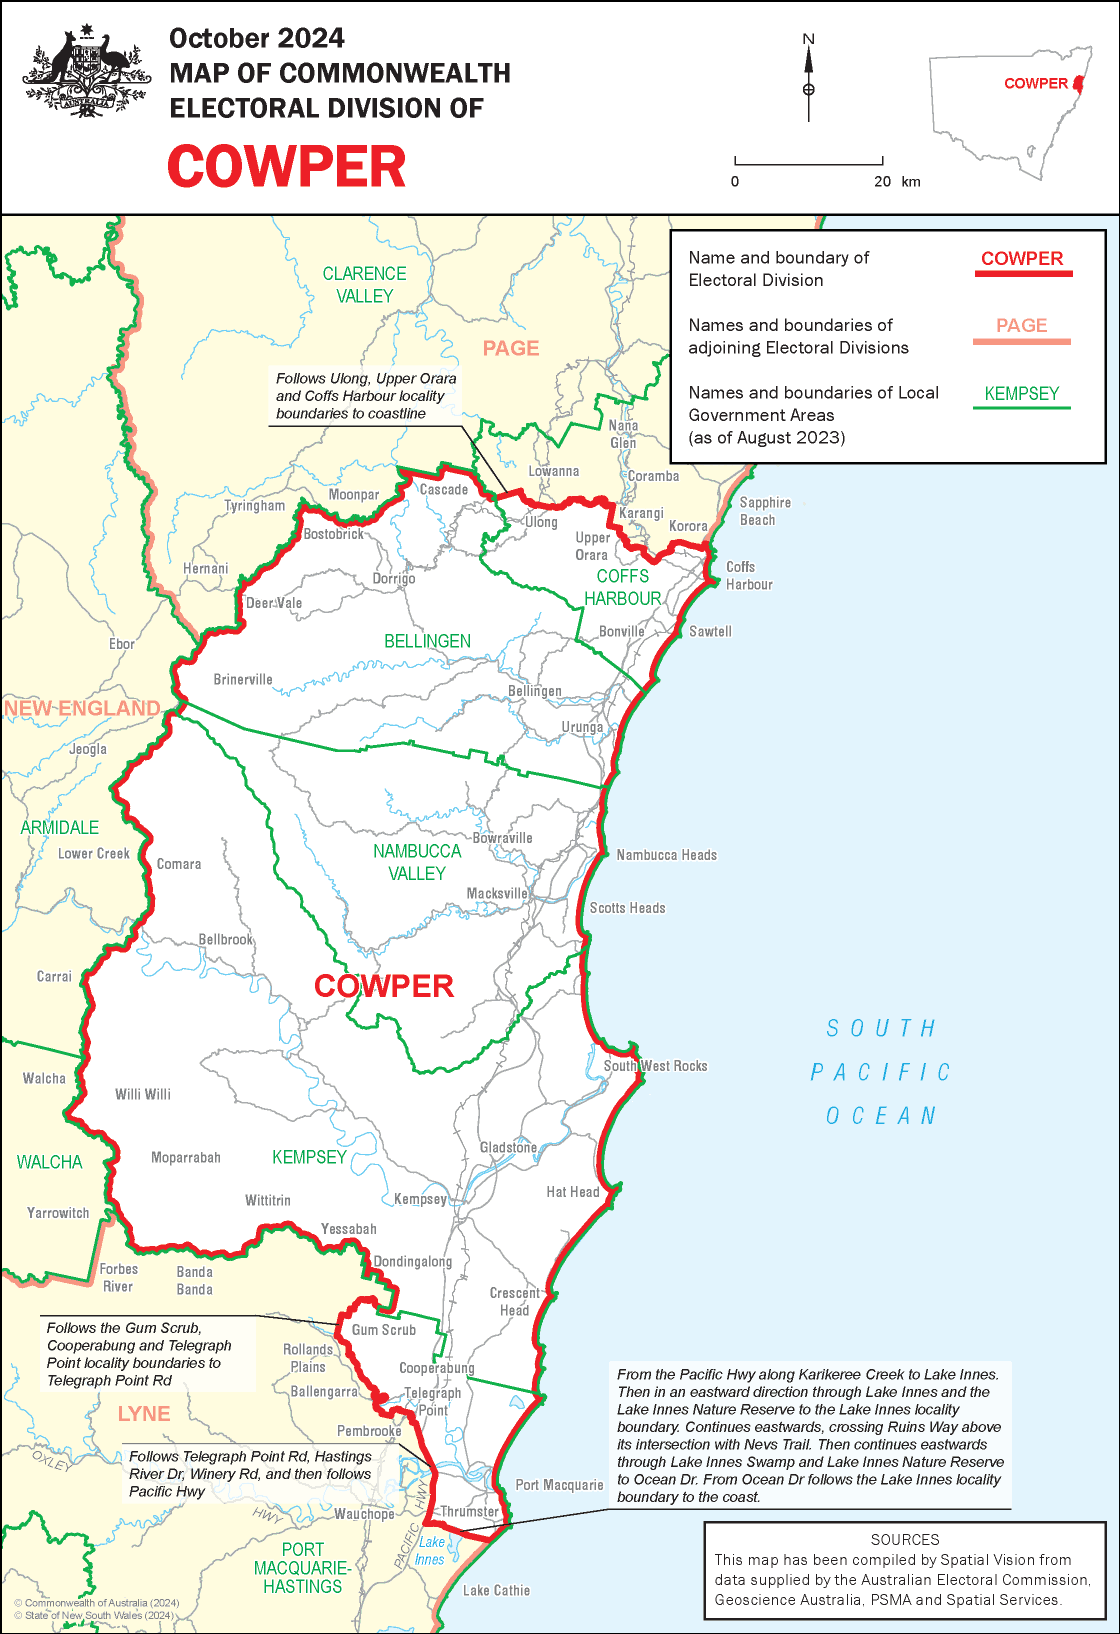 October 2024
MAP OF COMMONWEALTH
ELECTORAL DIVISION OF
COWPER
AUSTRALIA
N
0 20 km
COWPER
Name and boundary of
Electoral Division
COWPER
Names and boundaries of
adjoining Electoral Divisions
PAGE
Names and boundaries of Local
Government Areas
(as of August 2023)
KEMPSEY
CLARENCE
VALLEY
PAGE
Follows Ulong, Upper Orara
and Coffs Harbour locality
boundaries to coastline
Nana
Glen
Lowanna
Coramba
Moonpar
Cascade
Tyringham
Sapphire
Beach
Karangi
Korora
Ulong
Bostobrick
Upper
Orara
Hernani
Dorrigo
COFFS
HARBOUR
Coffs
Harbour
Deer Vale
Bonville
Sawtell
Ebor
BELLINGEN
Brinerville
Bellingen
NEW ENGLAND
Urunga
Jeogla
ARMIDALE
Lower Creek
Comara
Bowraville
NAMBUCCA
VALLEY
Nambucca Heads
Macksville
Scotts Heads
Bellbrook
Carrai
COWPER
SOUTH
PACIFIC
OCEAN
South West Rocks
Walcha
Willi Willi
WALCHA
Moparrabah
KEMPSEY
Gladstone
Wittitrin
Kempsey
Hat Head
Yarrowitch
Yessabah
Dondingalong
Forbes
River
Banda
Banda
Crescent
Head
Follows the Gum Scrub,
Cooperabung and Telegraph
Point locality boundaries to
Telegraph Point Rd
Gum Scrub
Rollands
Plains
Cooperabung
Ballengarra
Telegraph
Point
LYNE
Pembrooke
From the Pacific Hwy along Karikeree Creek to Lake Innes.
Then in an eastward direction through Lake Innes and the
Lake Innes Nature Reserve to the Lake Innes locality
boundary. Continues eastwards, crossing Ruins Way above
its intersection with Nevs Trail. Then continues eastwards
through Lake Innes Swamp and Lake Innes Nature Reserve
to Ocean Dr. From Ocean Dr follows the Lake Innes locality
boundary to the coast.
OXLEY
HWY
Follows Telegraph Point Rd, Hastings
River Dr, Winery Rd, and then follows
Pacific Hwy
Port Macquarie
Wauchope
Thrumster
PACIFIC HWY
Lake
Innes
PORT
MACQUARIE-
HASTINGS
Lake Cathie
SOURCES
This map has been compiled by Spatial Vision from
data supplied by the Australian Electoral Commission,
Geoscience Australia, PSMA and Spatial Services.
© Commonwealth of Australia (2024)
© State of New South Wales (2024)